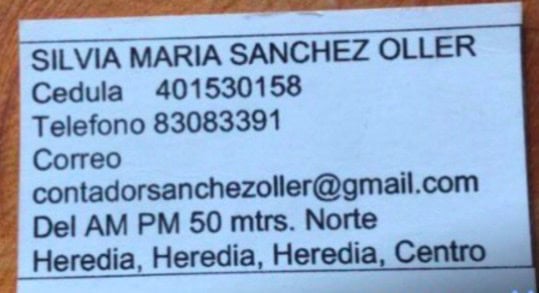 SILVIA MARIA SANCHEZ OLLER
Cedula 401530158
Telefono 83083391
Correo
contadorsanchezoller@gmail.com
Del AM PM 50 mtrs. Norte
Heredia, Heredia, Heredia, Centro